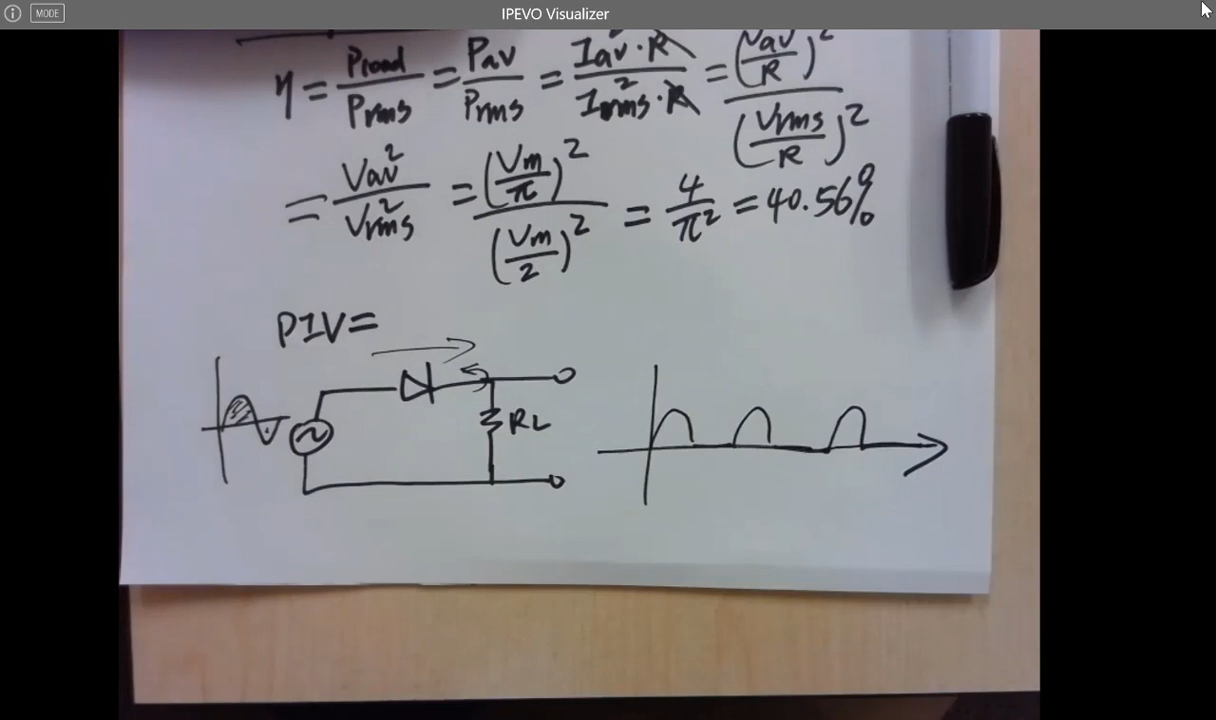 IPEVO Visualizer
MODE
η = Pload/Prms = Pav/Prms = Iav²·R/Irms²·R = (Vav/R)²/(Vrms/R)²
= Vav²/Vrms² = (Vm/π)²/(Vm/2)² = 4/π² = 40.56%
PIV=
RL